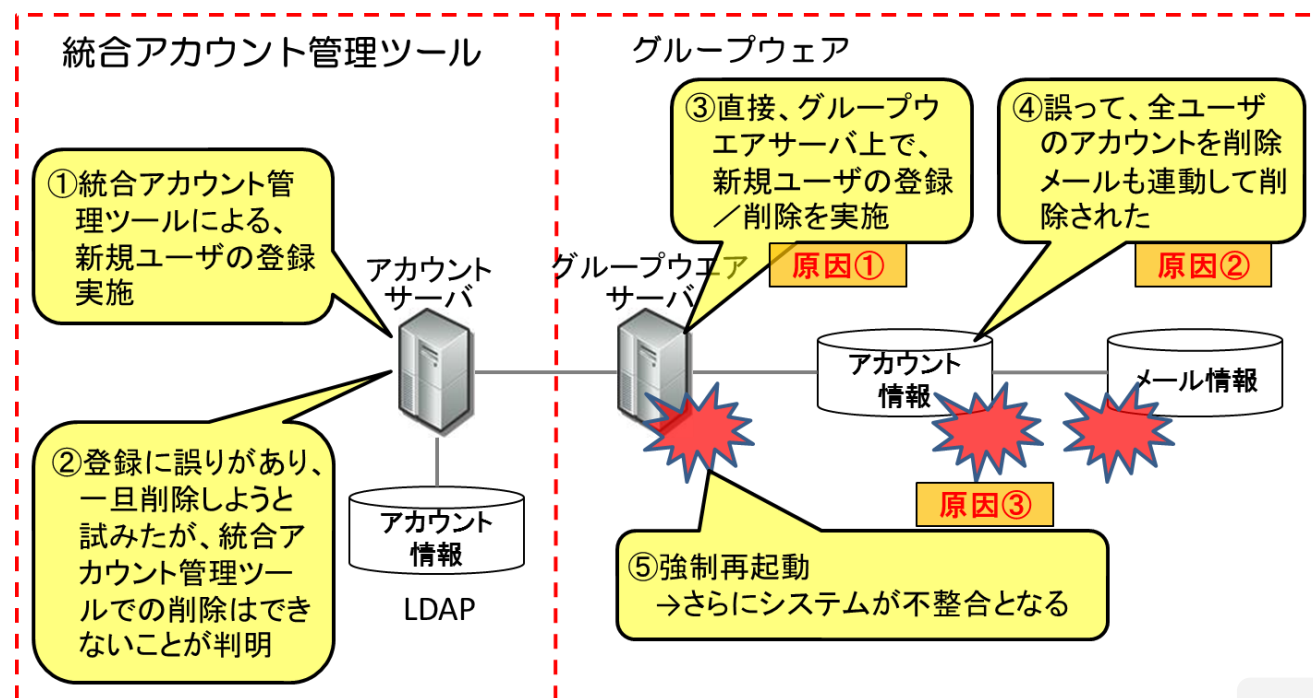 統合アカウント管理ツール
グループウェア
①統合アカウント管
理ツールによる、
新規ユーザの登録
実施
③直接、グループウ
エアサーバ上で、
新規ユーザの登録
／削除を実施
原因①
④誤って、全ユーザ
のアカウントを削除
メールも連動して削
除された
原因②
アカウント
サーバ
グループウエア
サーバ
アカウント
情報
メール情報
②登録に誤りがあり、
一旦削除しようと
試みたが、統合ア
カウント管理ツー
ルでの削除はでき
ないことが判明
アカウント
情報
LDAP
原因③
⑤強制再起動
→さらにシステムが不整合となる